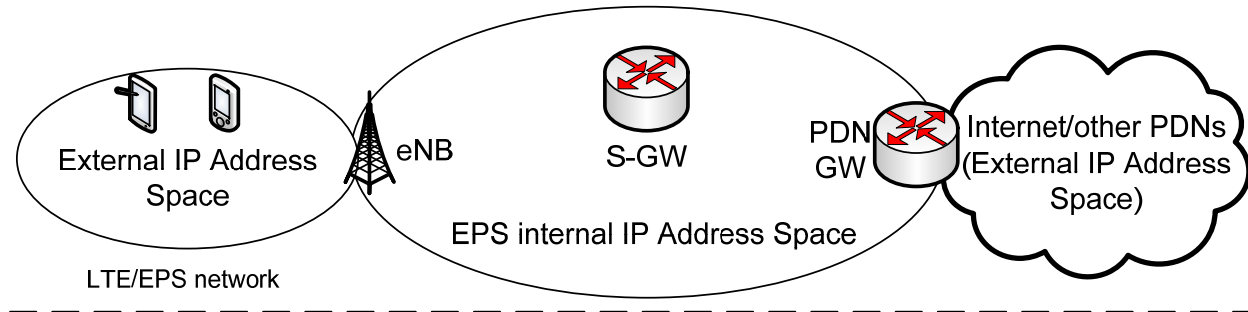 External IP Address
Space
LTE/EPS network
eNB
S-GW
EPS internal IP Address Space
PDN
GW
Internet/other PDNs
(External IP Address
Space)